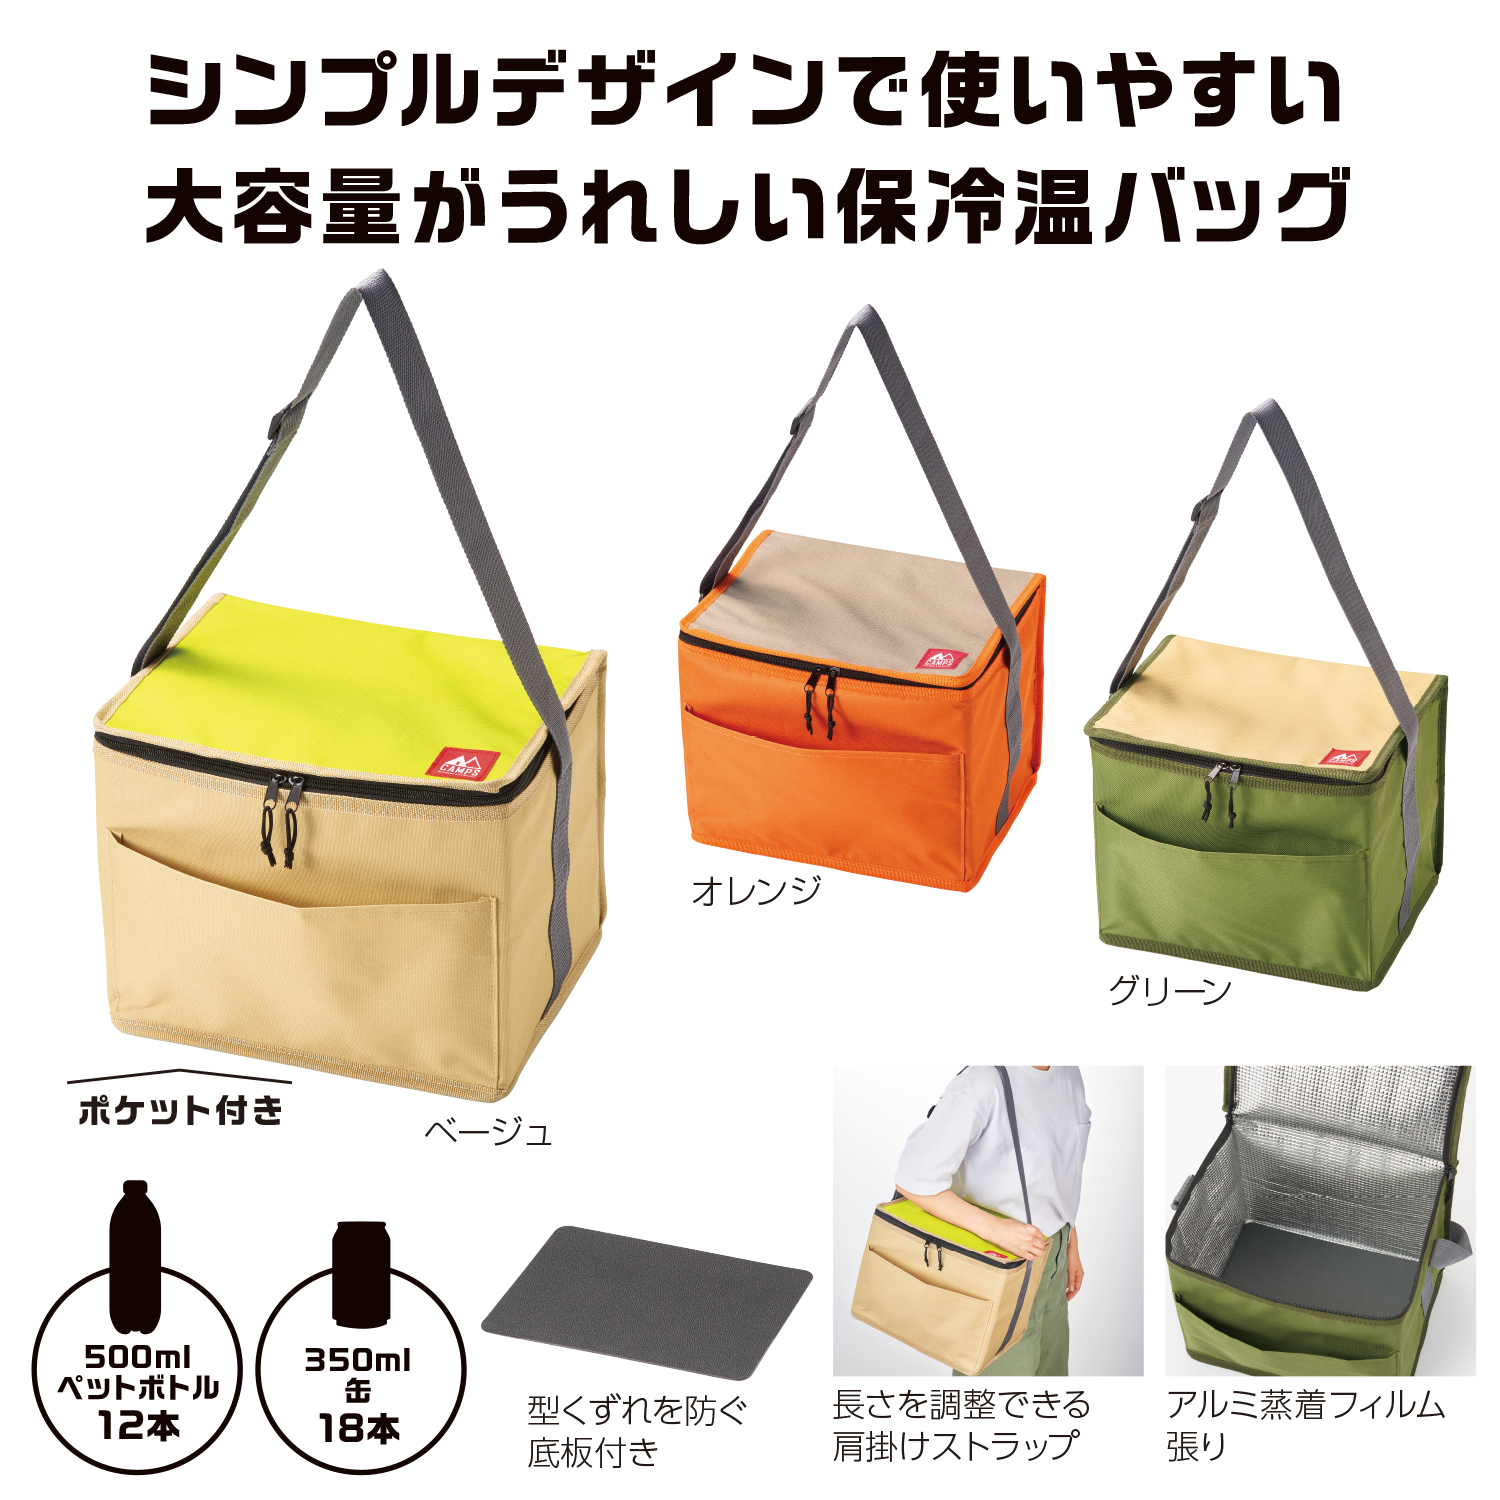 シンプルデザインで使いやすい
大容量がうれしい保冷温バッグ
CAMPS
CAMPS
CAMPS
オレンジ
グリーン
ポケット付き
ベージュ
500ml
ペットボトル
12本
350ml
缶
18本
型くずれを防ぐ
底板付き
長さを調整できる
肩掛けストラップ
アルミ蒸着フィルム
張り